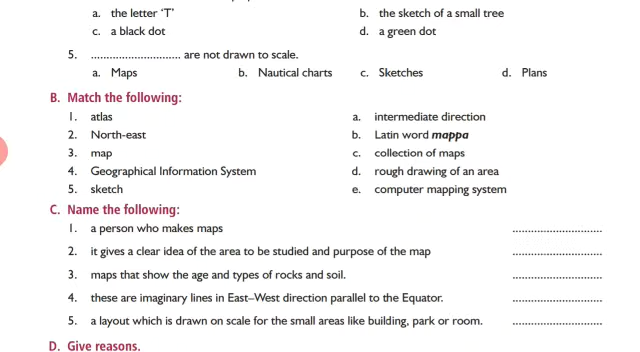 a. the letter ‘T’ b. the sketch of a small tree
c. a black dot d. a green dot
5. ............................. are not drawn to scale.
a. Maps b. Nautical charts c. Sketches d. Plans
B. Match the following:
1. atlas a. intermediate direction
2. North-east b. Latin word mappa
3. map c. collection of maps
4. Geographical Information System d. rough drawing of an area
5. sketch e. computer mapping system
C. Name the following:
1. a person who makes maps .............................
2. it gives a clear idea of the area to be studied and purpose of the map .............................
3. maps that show the age and types of rocks and soil. .............................
4. these are imaginary lines in East–West direction parallel to the Equator. .............................
5. a layout which is drawn on scale for the small areas like building, park or room. .............................
D. Give reasons.